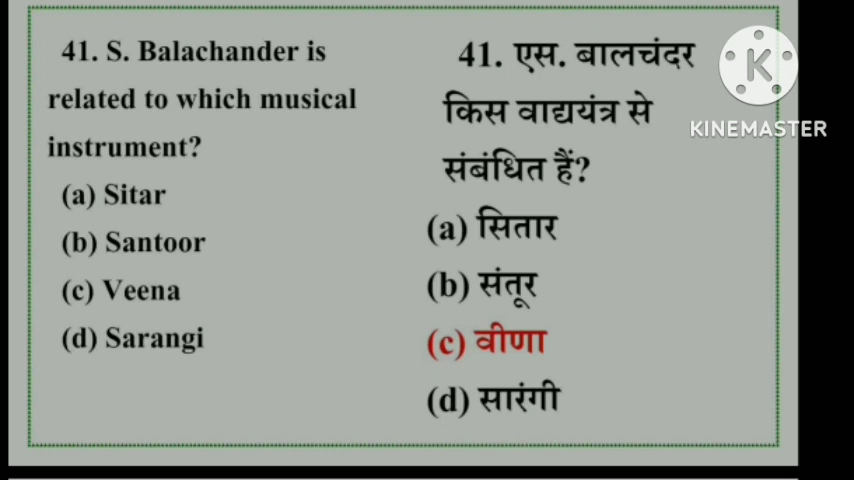 41. S. Balachander is
related to which musical
instrument?
(a) Sitar
(b) Santoor
(c) Veena
(d) Sarangi
41. एस. बालचंदर
किस वाद्ययंत्र से
संबंधित हैं?
(a) सितार
(b) संतूर
(c) वीणा
(d) सारंगी
K
KINEMASTER